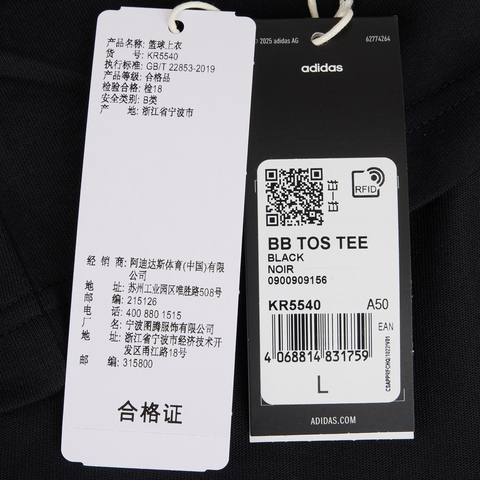 产品名称: 篮球上衣
货 号: KR5540
执行标准: GB/T 22853-2019
产品等级: 合格品
检验合格: 检18
安全类别: B类
产 地: 浙江省宁波市
经 销 商: 阿迪达斯体育(中国)有限公司
地 址: 苏州工业园区唯胜路508号
邮 编: 215126
电 话: 400 880 1515
厂 名: 宁波图腾服饰有限公司
地 址: 浙江省宁波市经济技术开发区甬江路18号
邮 编: 315800
合格证
© 2025 adidas AG
62774264
adidas
RFID
BB TOS TEE
BLACK
NOIR
0900909156
KR5540 A50
EAN
4 068814 831759
L
ADIDAS.COM